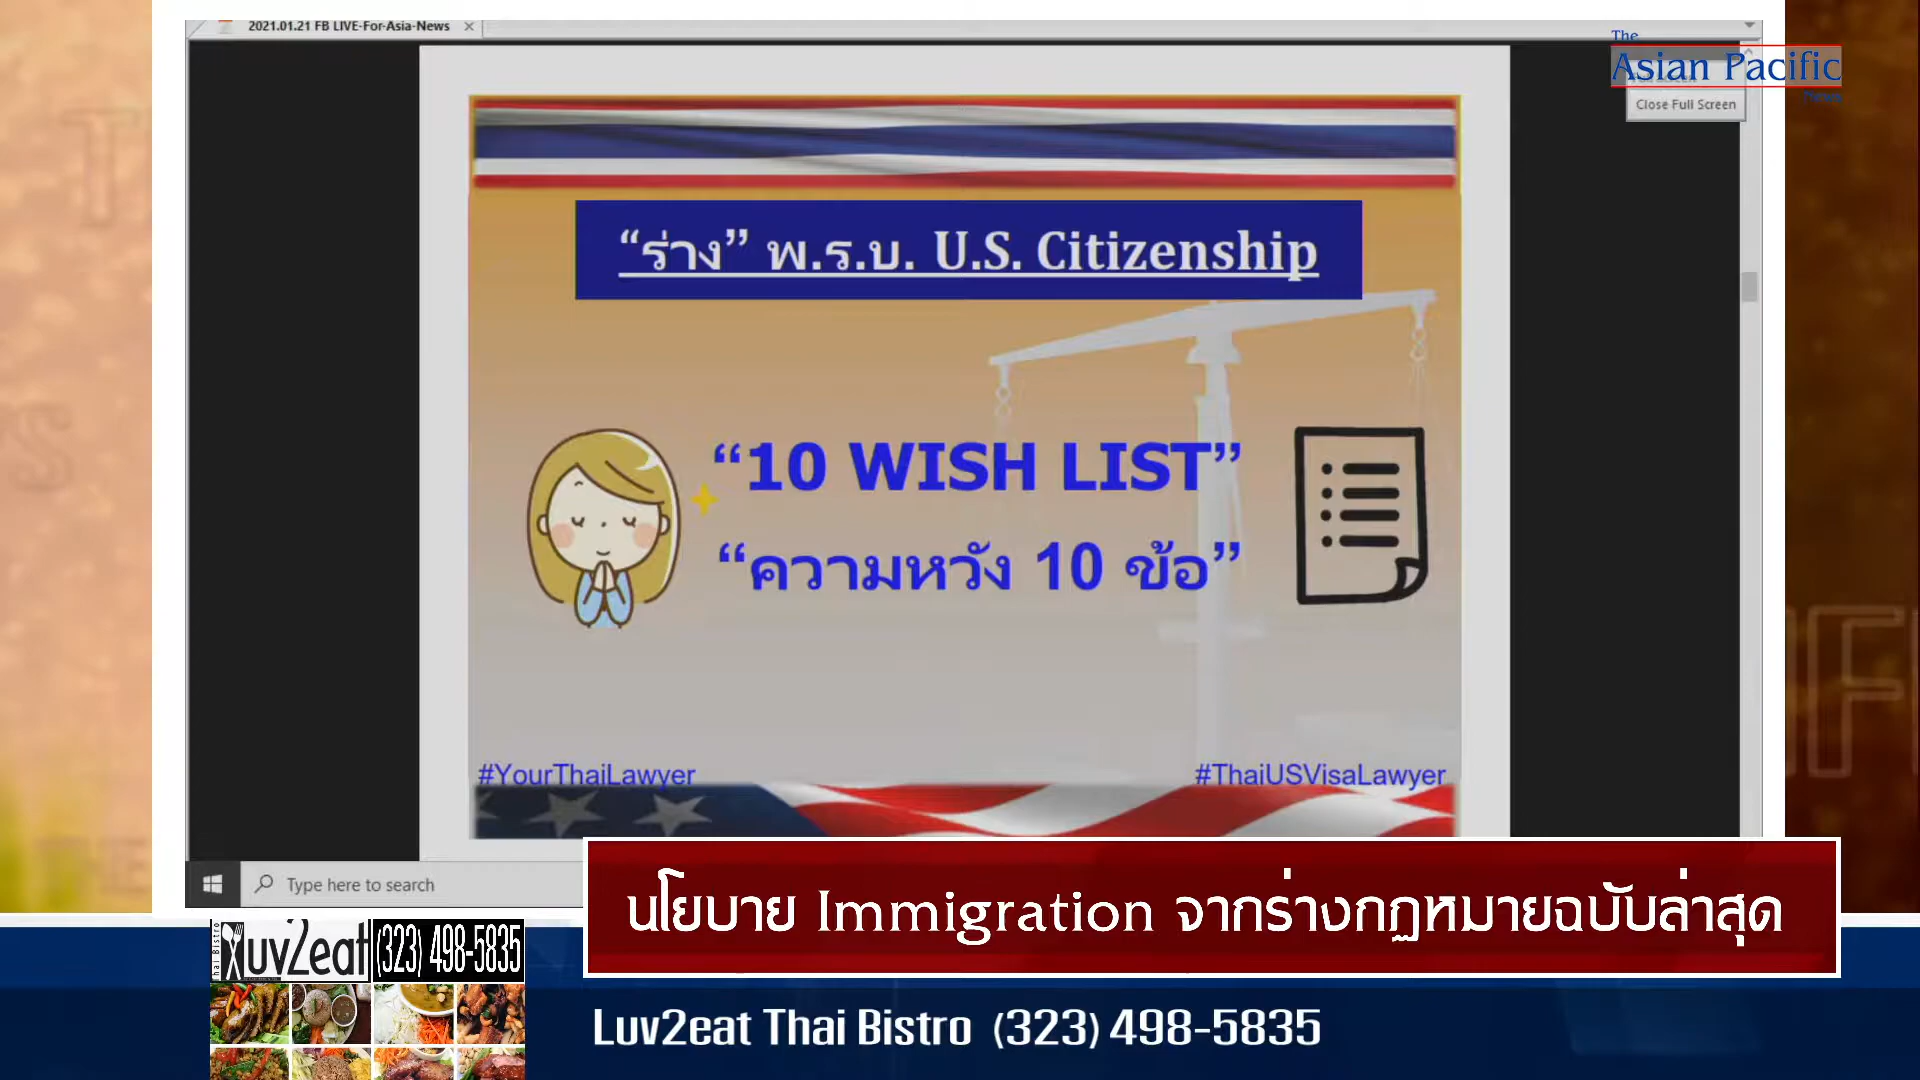 2021.01.21 FB LIVE-For-Asia-News
The
Asian Pacific
Close Full Screen
“ร่าง” พ.ร.บ. U.S. Citizenship
“10 WISH LIST”
“ความหวัง 10 ข้อ”
#YourThaiLawyer
#ThaiUSVisaLawyer
Type here to search
นโยบาย Immigration จากร่างกฎหมายฉบับล่าสุด
Thai Bistro
Luv2eat
(323) 498-5835
Luv2eat Thai Bistro (323) 498-5835